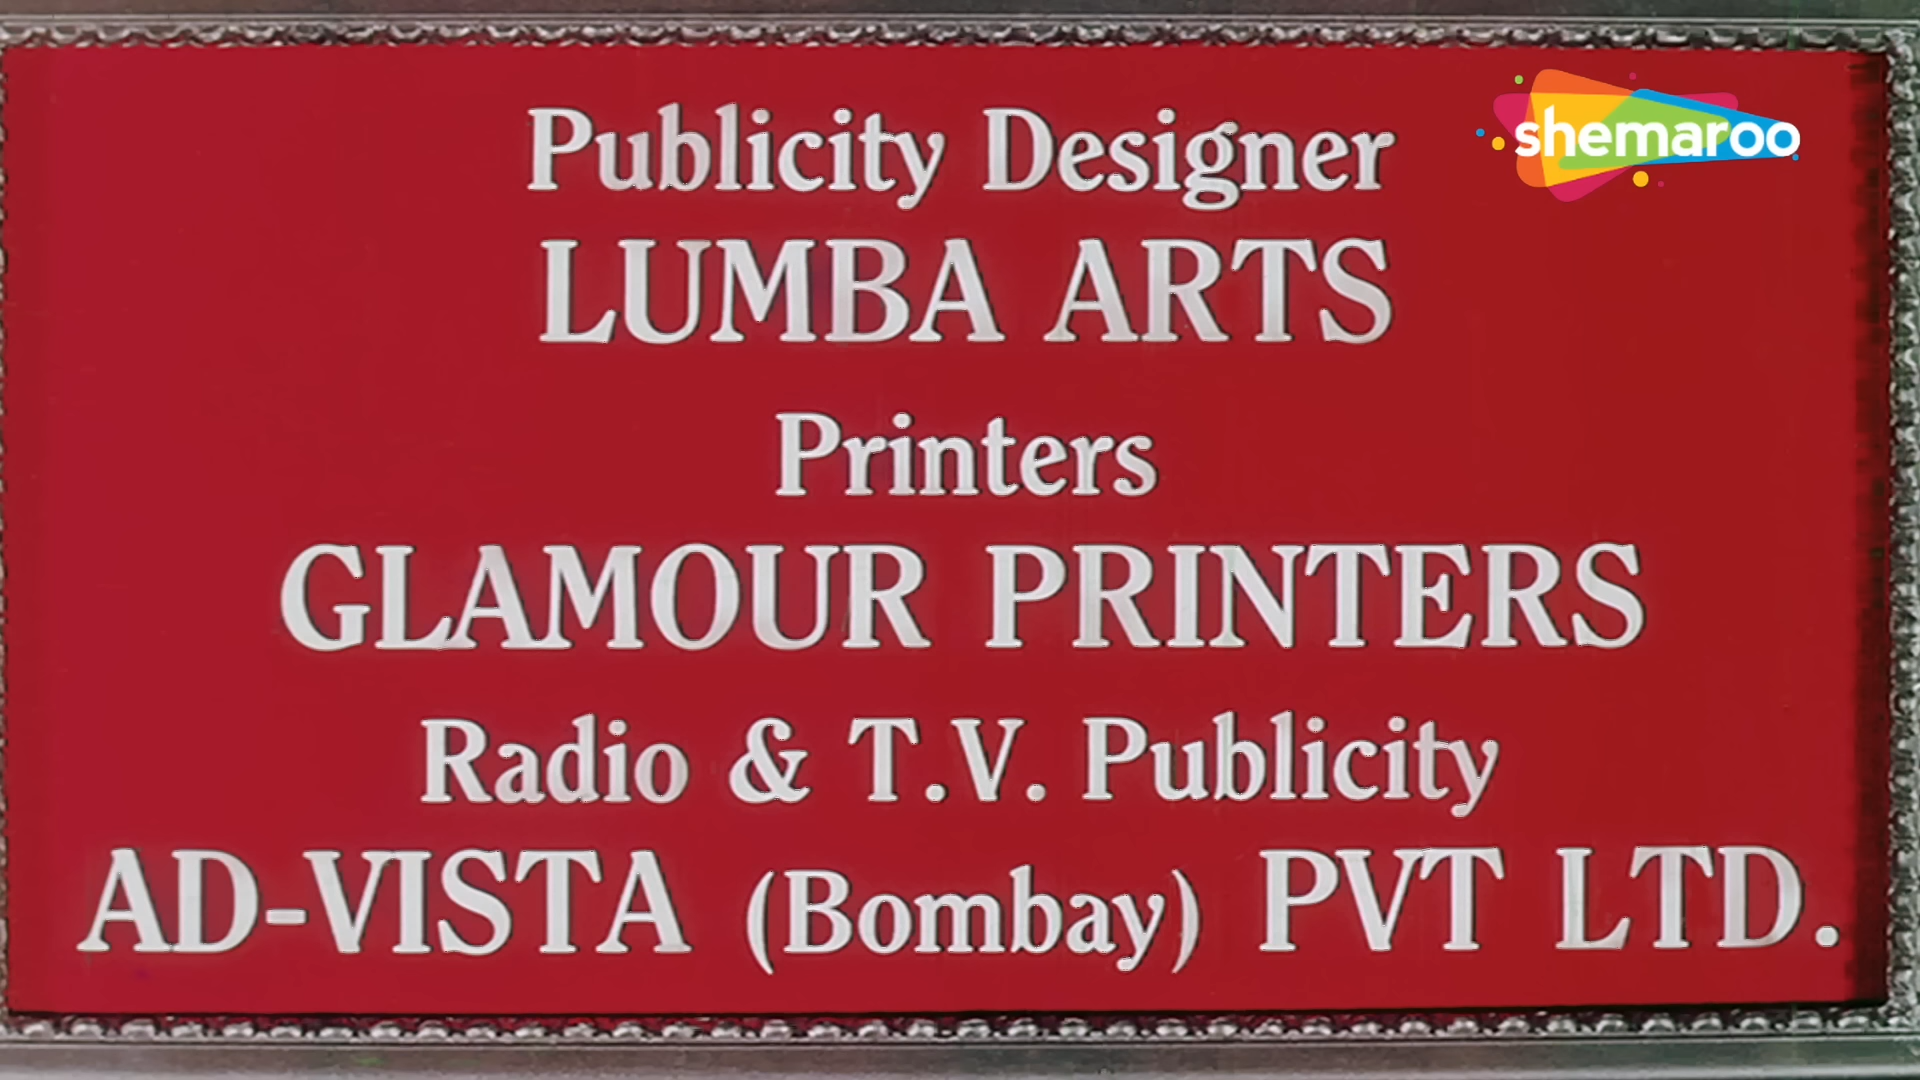 shemaroo
Publicity Designer
LUMBA ARTS
Printers
GLAMOUR PRINTERS
Radio & T.V. Publicity
AD-VISTA (Bombay) PVT LTD.